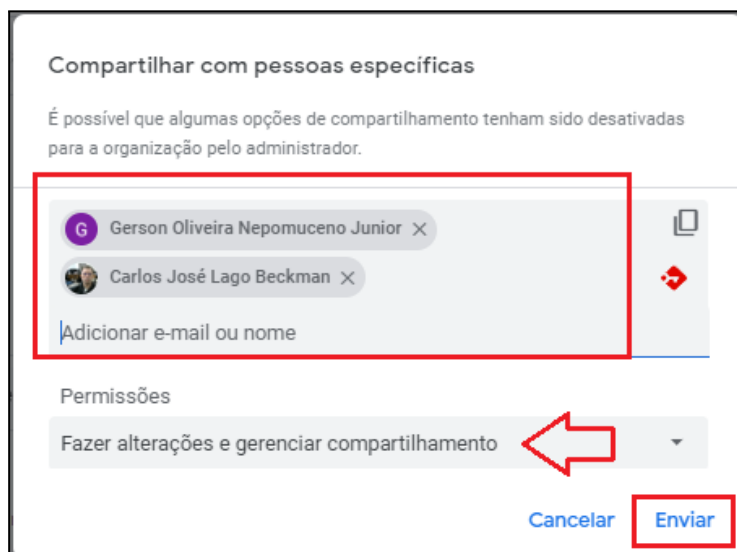 Compartilhar com pessoas específicas
É possível que algumas opções de compartilhamento tenham sido desativadas
para a organização pelo administrador.
G Gerson Oliveira Nepomuceno Junior
Carlos José Lago Beckman
Adicionar e-mail ou nome
Permissões
Fazer alterações e gerenciar compartilhamento
Cancelar Enviar